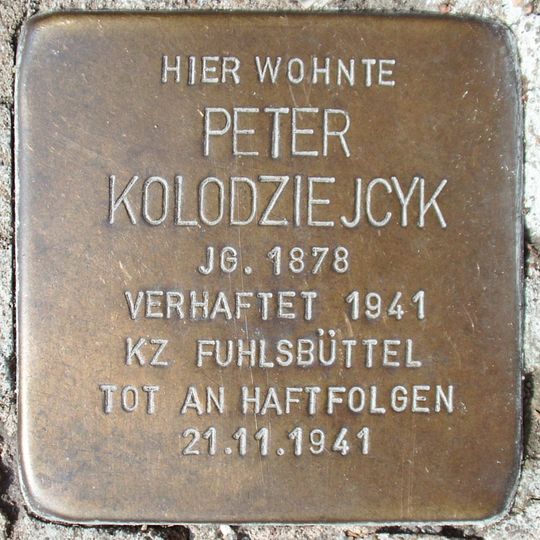 HIER WOHNTE
PETER
KOLODZIEJCYK
JG. 1878
VERHAFTET 1941
KZ FUHLSBÜTTEL
TOT AN HAFTFOLGEN
21.11.1941